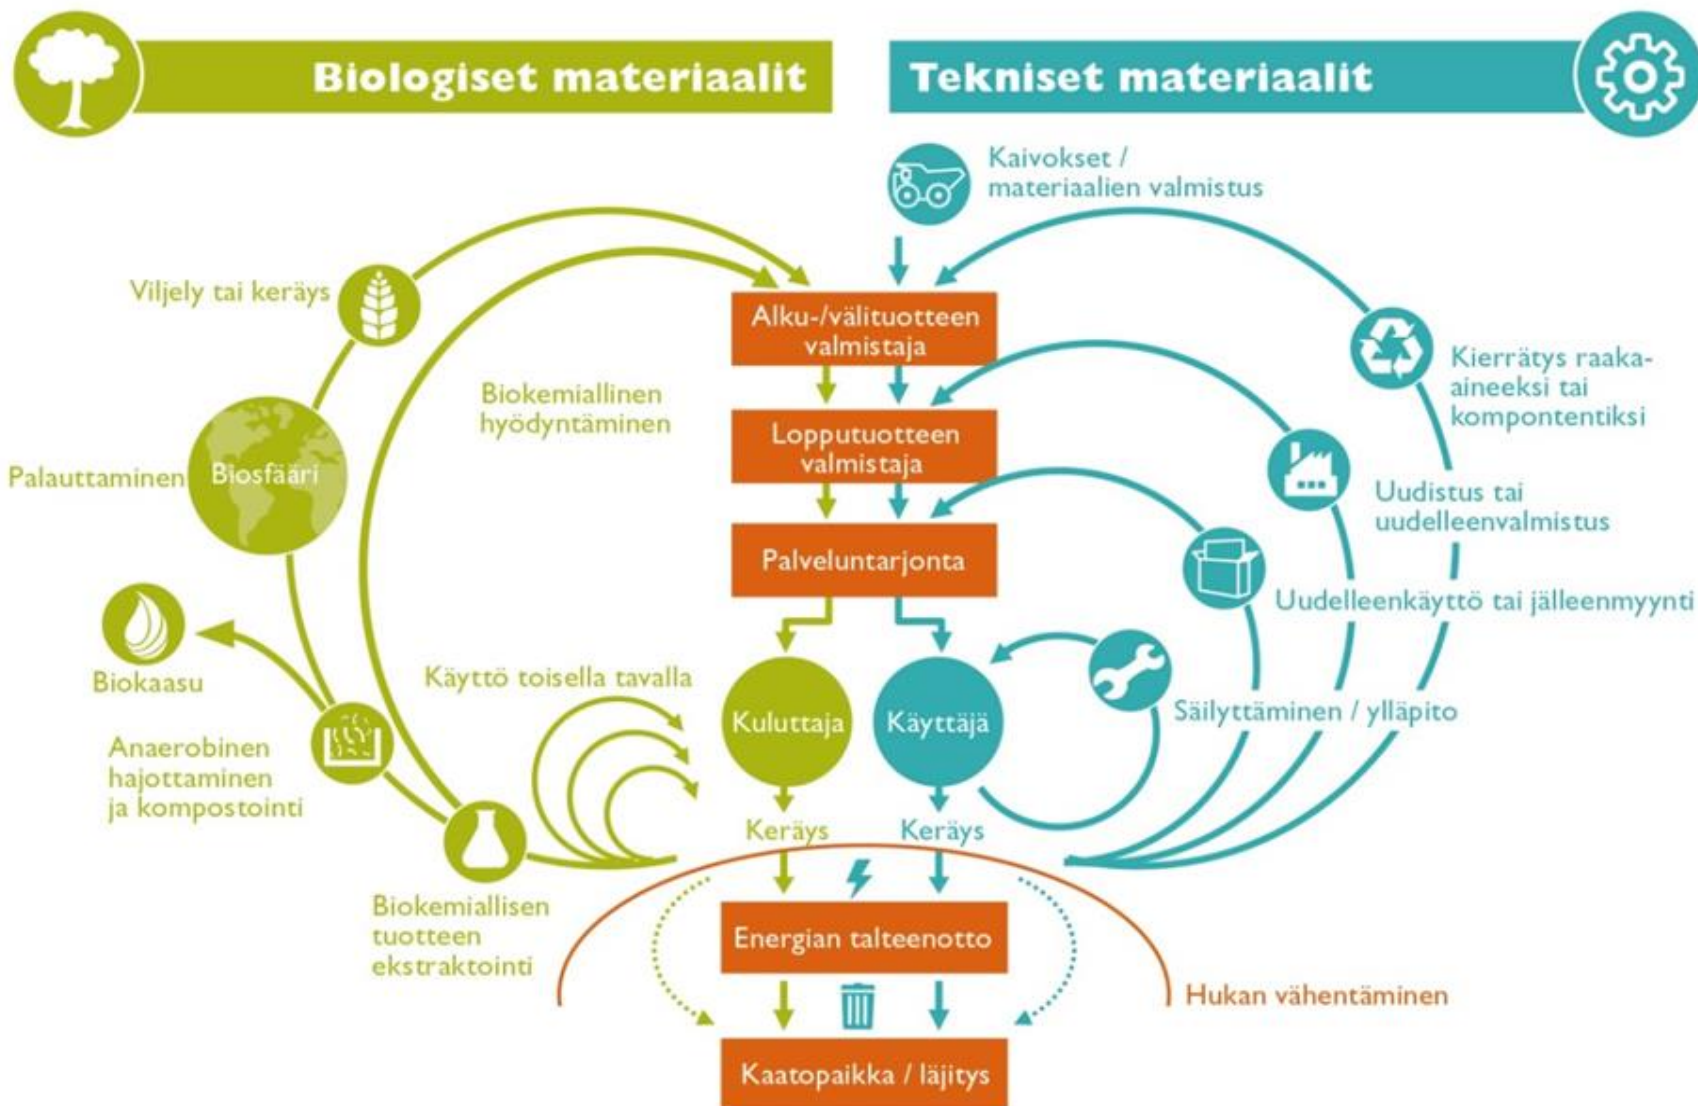 Biologiset materiaalit
Tekniset materiaalit
Kaivokset /
materiaalien valmistus
Viljely tai keräys
Alku-/välituotteen
valmistaja
Kierrätys raaka-
aineeksi tai
kompontentiksi
Biokemiallinen
hyödyntäminen
Lopputuotteen
valmistaja
Palauttaminen
Biosfääri
Uudistus tai
uudelleenvalmistus
Palveluntarjonta
Uudelleenkäyttö tai jälleenmyynti
Biokaasu
Käyttö toisella tavalla
Kuluttaja
Käyttäjä
Säilyttäminen / ylläpito
Anaerobinen
hajottaminen
ja kompostointi
Keräys
Keräys
Biokemiallisen
tuotteen
ekstraktointi
Energian talteenotto
Hukan vähentäminen
Kaatopaikka / läjitys